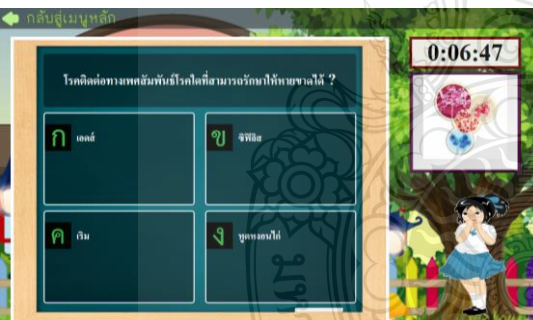 กลับสู่เมนูหลัก
0:06:47
โรคติดต่อทางเพศสัมพันธ์โรคใดที่สามารถรักษาให้หายขาดได้ ?
ก เอดส์
ข ซิฟิลิส
ค เริม
ง หูดหงอนไก่